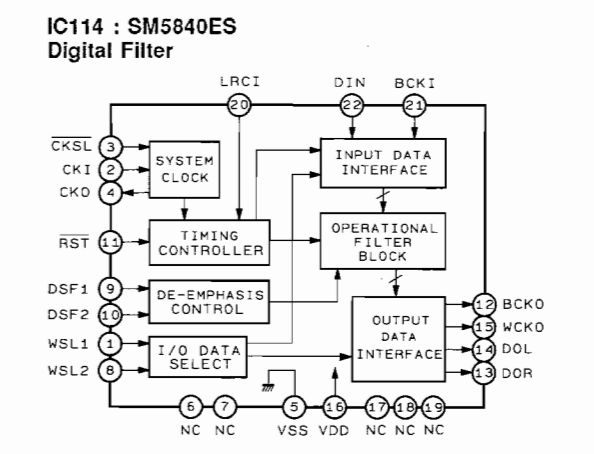 IC114 : SM5840ES
Digital Filter
LRCI DIN BCKI
20 22 21
CKSL 3
CKI 2
CKO 4
SYSTEM
CLOCK
INPUT DATA
INTERFACE
RST 11
TIMING
CONTROLLER
OPERATIONAL
FILTER
BLOCK
DSF1 9
DSF2 10
DE-EMPHASIS
CONTROL
WSL1 1
WSL2 8
I/O DATA
SELECT
OUTPUT
DATA
INTERFACE
12 BCKO
15 WCKO
14 DOL
13 DOR
6 7 5 16 17 18 19
NC NC VSS VDD NC NC NC